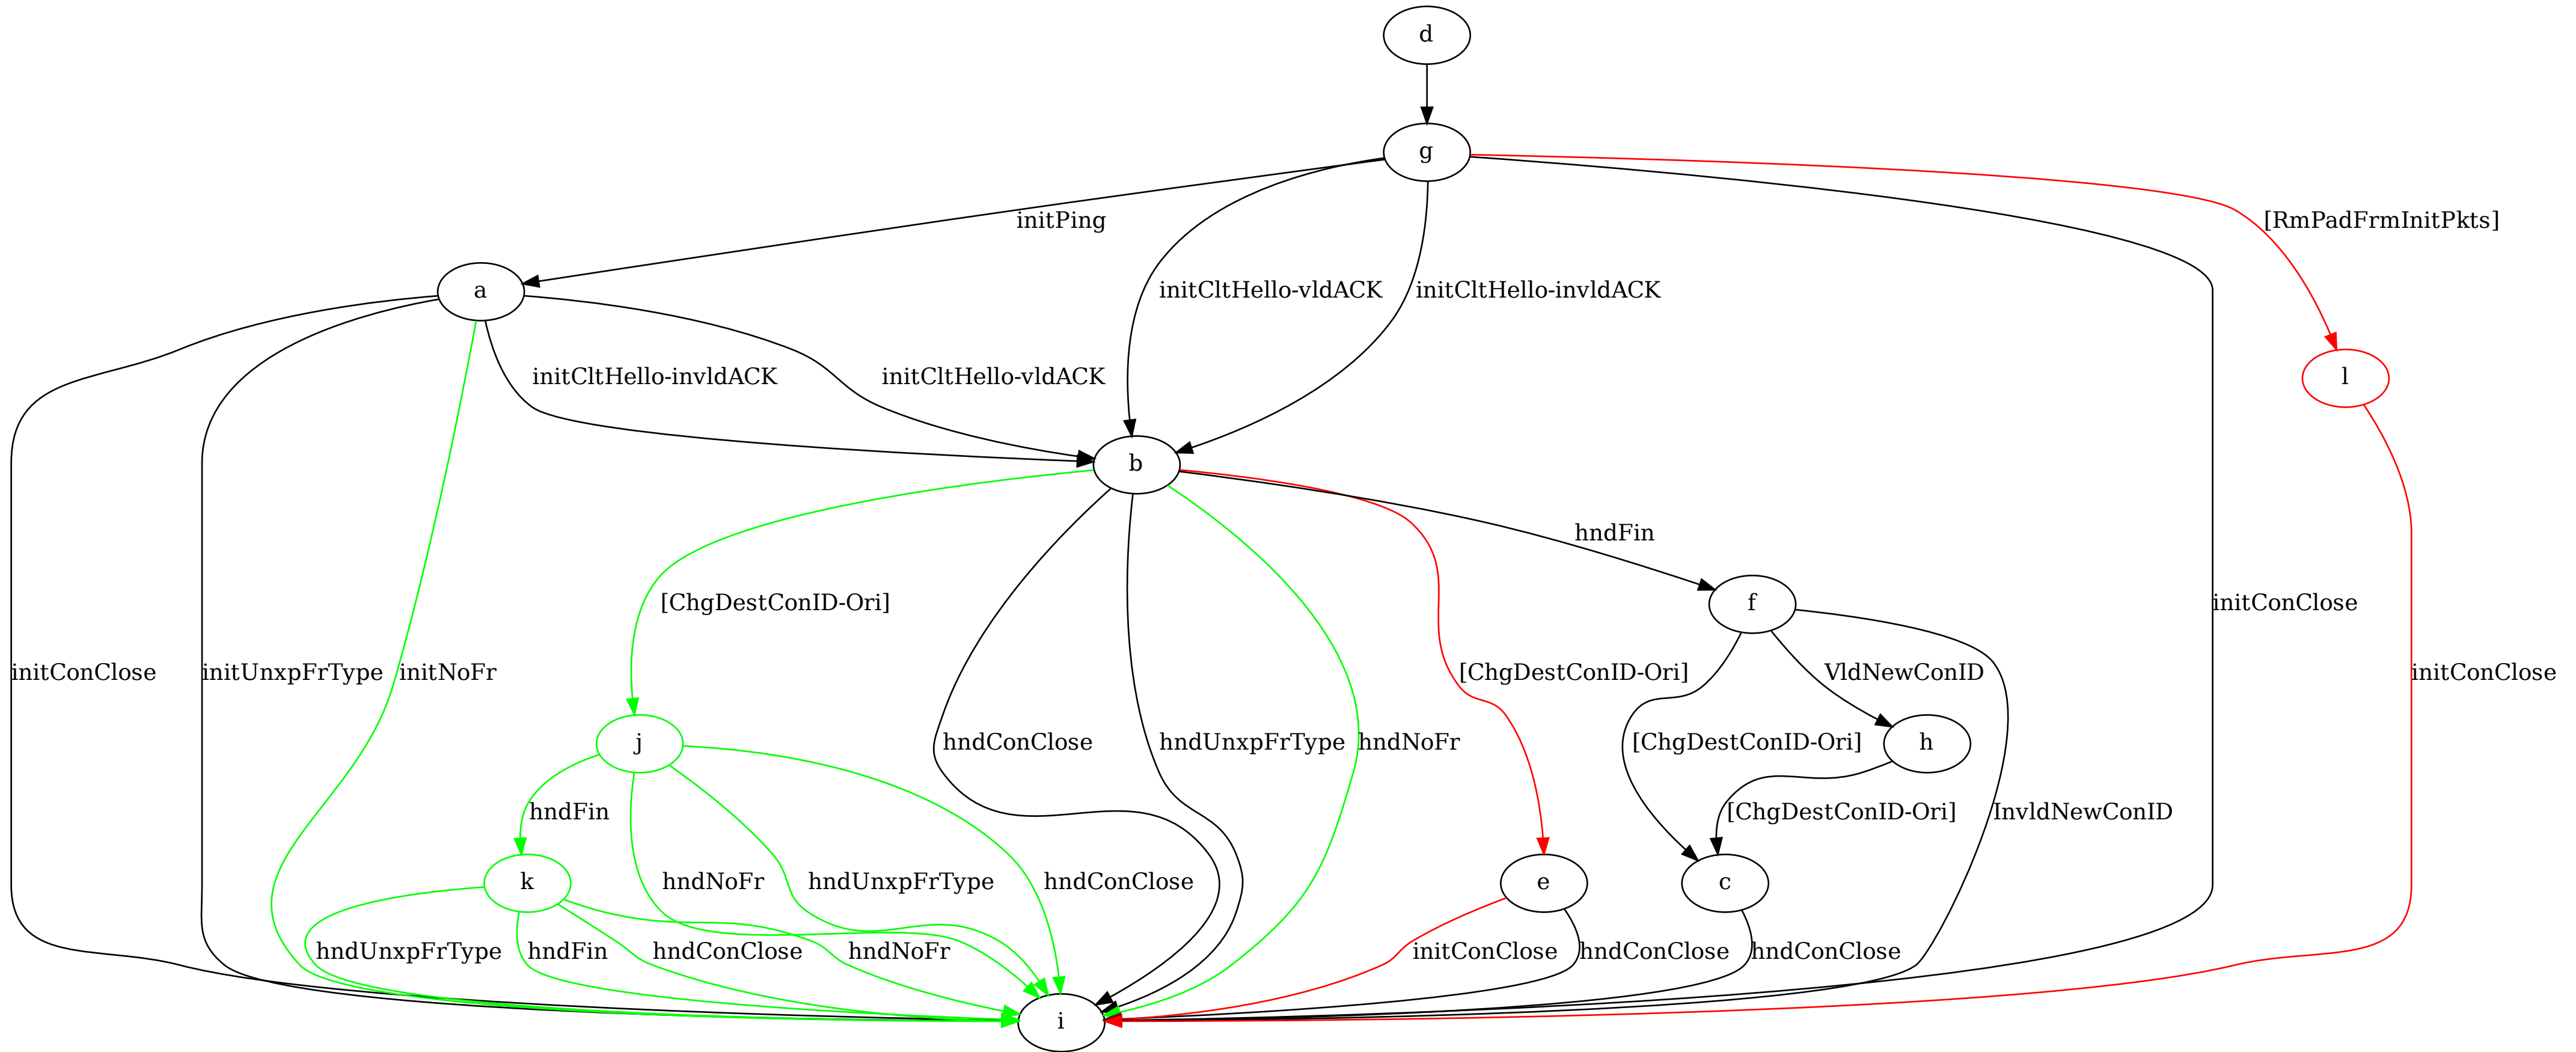 d
g
initPing
[RmPadFrmInitPkts]
a
initCltHello-vldACK
initCltHello-invldACK
initCltHello-invldACK
initCltHello-vldACK
l
b
hndFin
[ChgDestConID-Ori]
f
initConClose
initConClose
initUnxpFrType
initNoFr
[ChgDestConID-Ori]
VldNewConID
initConClose
j
hndConClose
hndUnxpFrType
hndNoFr
[ChgDestConID-Ori]
h
hndFin
[ChgDestConID-Ori]
InvldNewConID
k
hndNoFr
hndUnxpFrType
hndConClose
e
c
hndUnxpFrType
hndFin
hndConClose
hndNoFr
initConClose
hndConClose
hndConClose
i